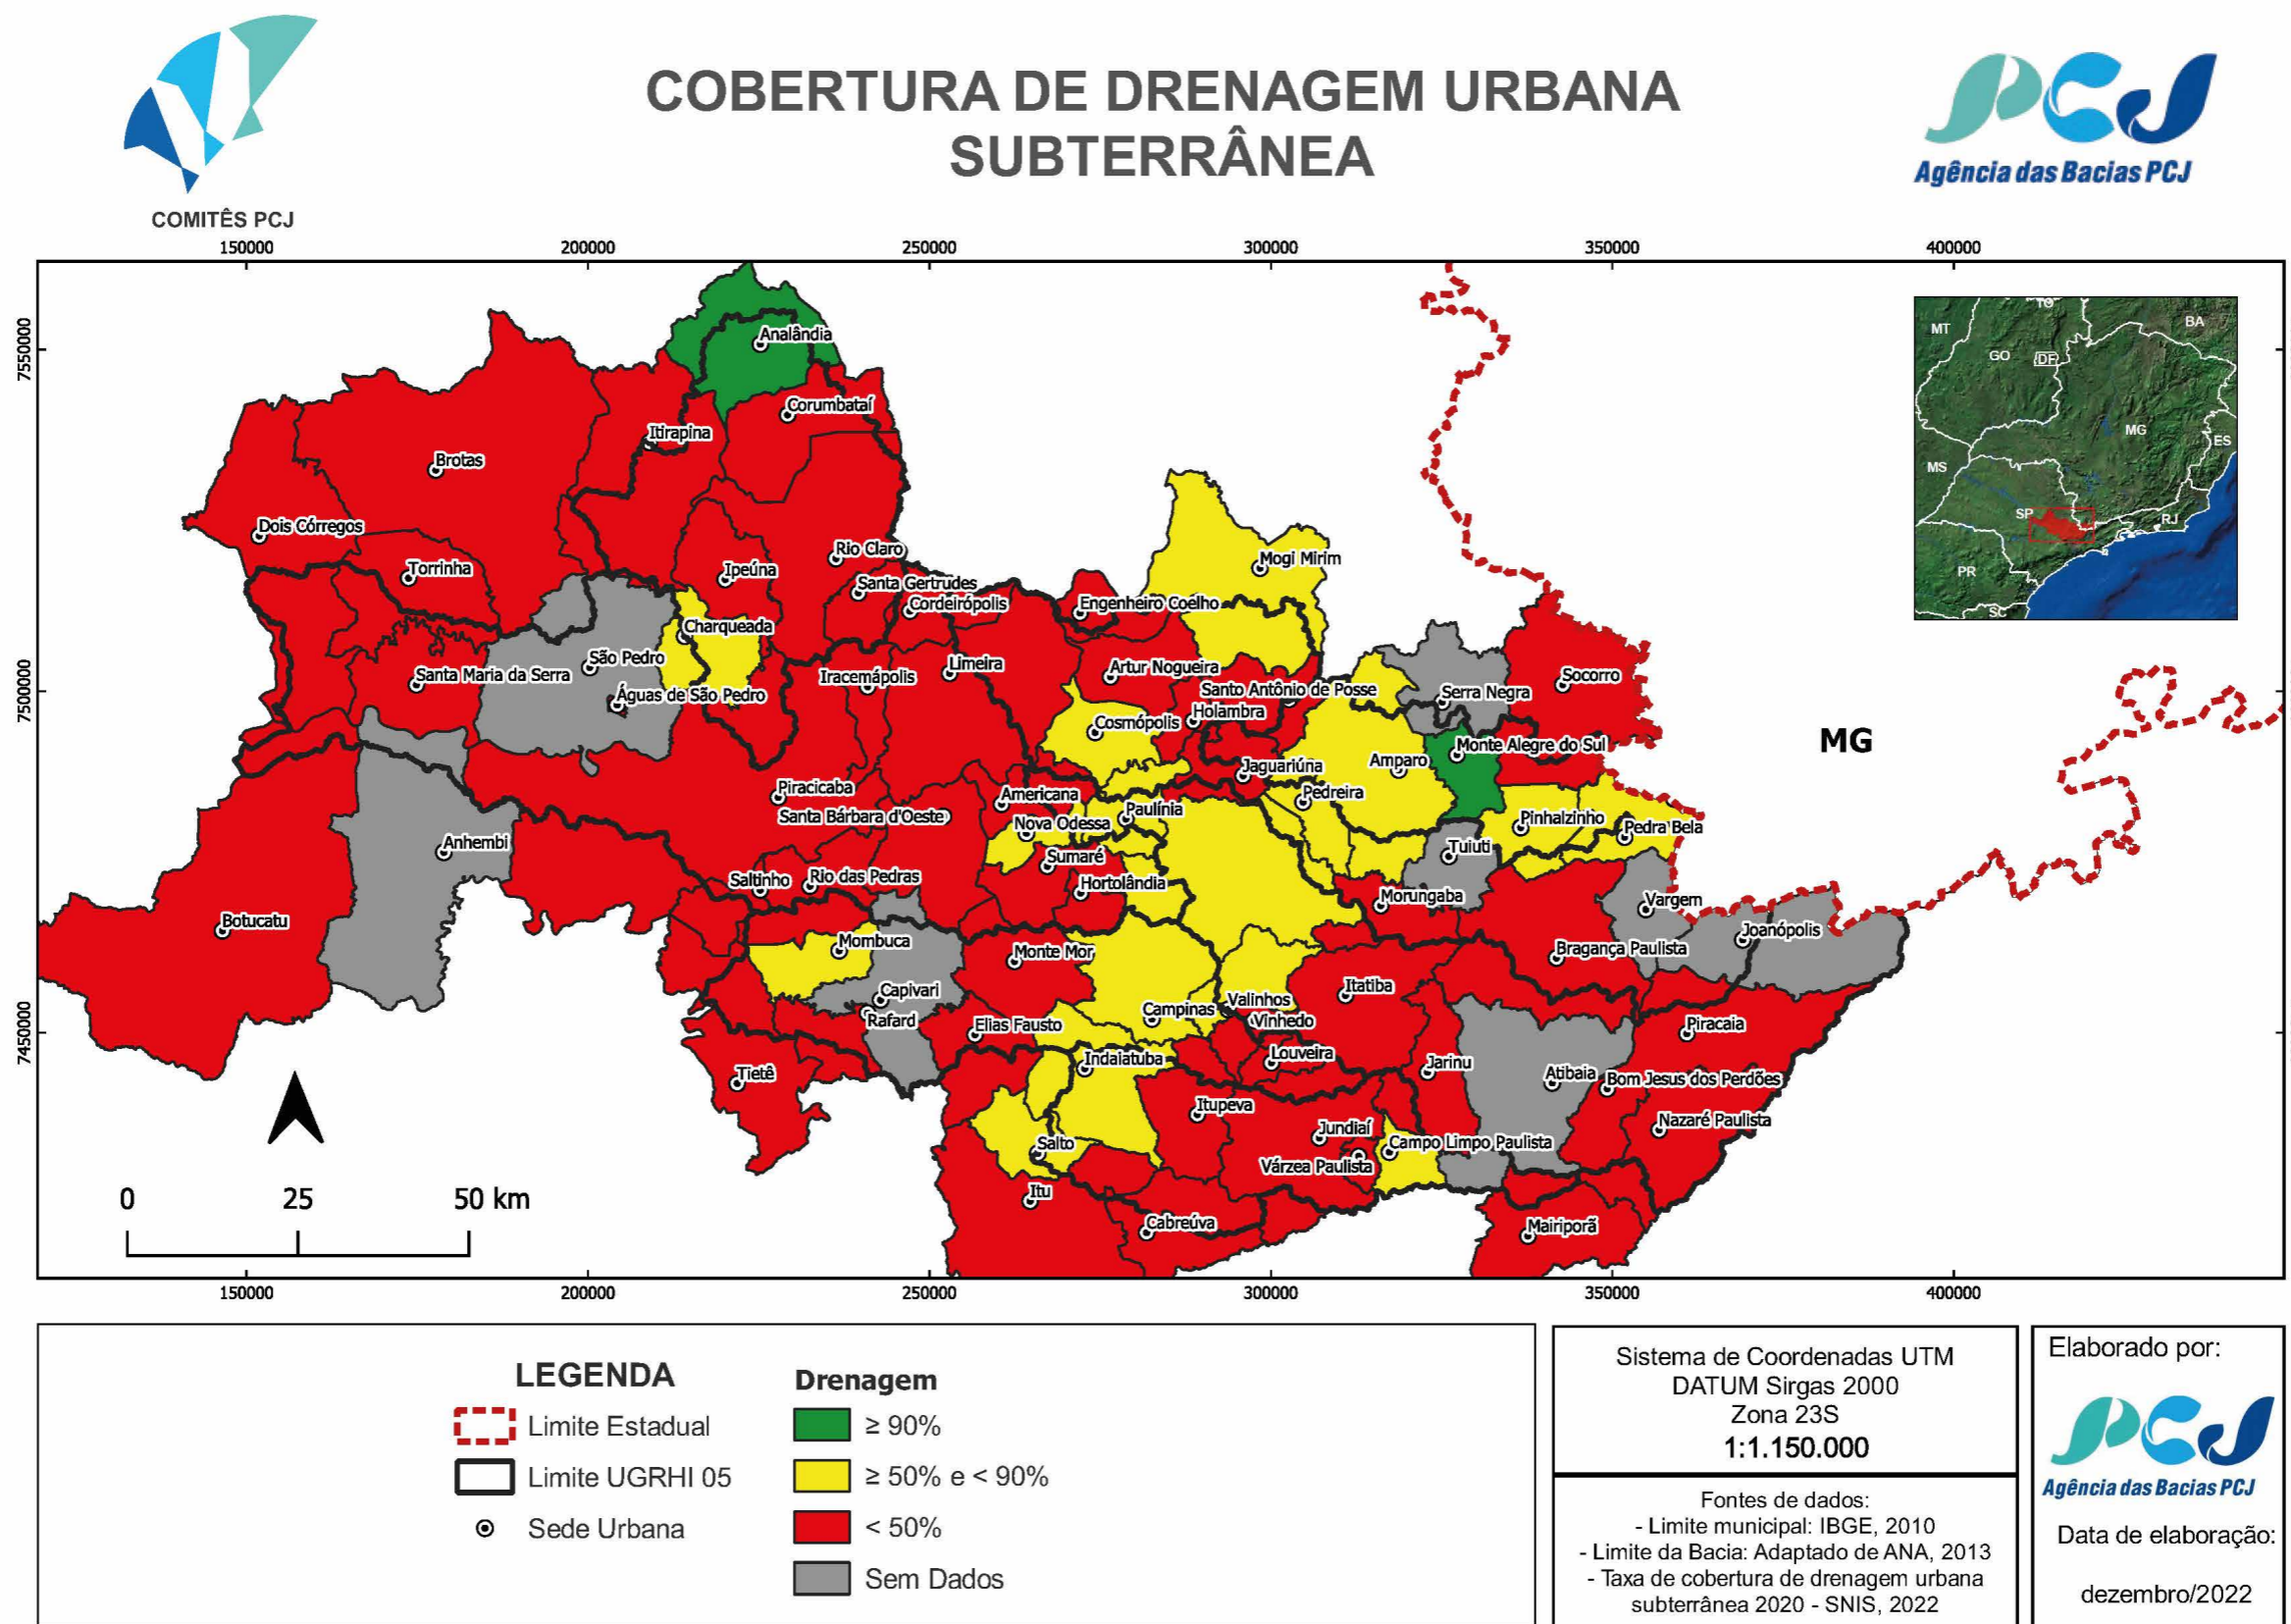 COMITÊS PCJ
COBERTURA DE DRENAGEM URBANA
SUBTERRÂNEA
PCJ
Agência das Bacias PCJ
150000
200000
250000
300000
350000
400000
7550000
7500000
7450000
TO
MT
BA
GO
DF
MG
ES
MS
SP
RJ
PR
SC
Analândia
Corumbataí
Itirapina
Brotas
Dois Córregos
Rio Claro
Mogi Mirim
Torrinha
Ipeúna
Santa Gertrudes
Cordeirópolis
Engenheiro Coelho
Charqueada
São Pedro
Limeira
Artur Nogueira
Santa Maria da Serra
Iracemápolis
Socorro
Águas de São Pedro
Santo Antônio de Posse
Serra Negra
Holambra
Cosmópolis
MG
Monte Alegre do Sul
Amparo
Jaguariúna
Piracicaba
Americana
Pedreira
Santa Bárbara d'Oeste
Paulínia
Nova Odessa
Pinhalzinho
Pedra Bela
Anhembi
Sumaré
Tuiuti
Saltinho
Rio das Pedras
Hortolândia
Morungaba
Vargem
Botucatu
Joanópolis
Mombuca
Monte Mor
Bragança Paulista
Capivari
Itatiba
Rafard
Valinhos
Campinas
Vinhedo
Elias Fausto
Piracaia
Indaiatuba
Louveira
Jarinu
Tietê
Atibaia
Bom Jesus dos Perdões
Itupeva
Nazaré Paulista
Jundiaí
Salto
Campo Limpo Paulista
Várzea Paulista
Itu
Cabreúva
Mairiporã
0
25
50 km
150000
200000
250000
300000
350000
400000
LEGENDA
Limite Estadual
Limite UGRHI 05
Sede Urbana
Drenagem
≥ 90%
≥ 50% e < 90%
< 50%
Sem Dados
Sistema de Coordenadas UTM
DATUM Sirgas 2000
Zona 23S
1:1.150.000
Fontes de dados:
- Limite municipal: IBGE, 2010
- Limite da Bacia: Adaptado de ANA, 2013
- Taxa de cobertura de drenagem urbana
subterrânea 2020 - SNIS, 2022
Elaborado por:
PCJ
Agência das Bacias PCJ
Data de elaboração:
dezembro/2022